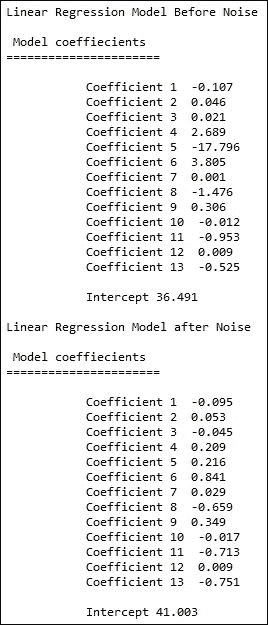 Linear Regression Model Before Noise
Model coeffiecients
======================
Coefficient 1 -0.107
Coefficient 2 0.046
Coefficient 3 0.021
Coefficient 4 2.689
Coefficient 5 -17.796
Coefficient 6 3.805
Coefficient 7 0.001
Coefficient 8 -1.476
Coefficient 9 0.306
Coefficient 10 -0.012
Coefficient 11 -0.953
Coefficient 12 0.009
Coefficient 13 -0.525
Intercept 36.491
Linear Regression Model after Noise
Model coeffiecients
======================
Coefficient 1 -0.095
Coefficient 2 0.053
Coefficient 3 -0.045
Coefficient 4 0.209
Coefficient 5 0.216
Coefficient 6 0.841
Coefficient 7 0.029
Coefficient 8 -0.659
Coefficient 9 0.349
Coefficient 10 -0.017
Coefficient 11 -0.713
Coefficient 12 0.009
Coefficient 13 -0.751
Intercept 41.003